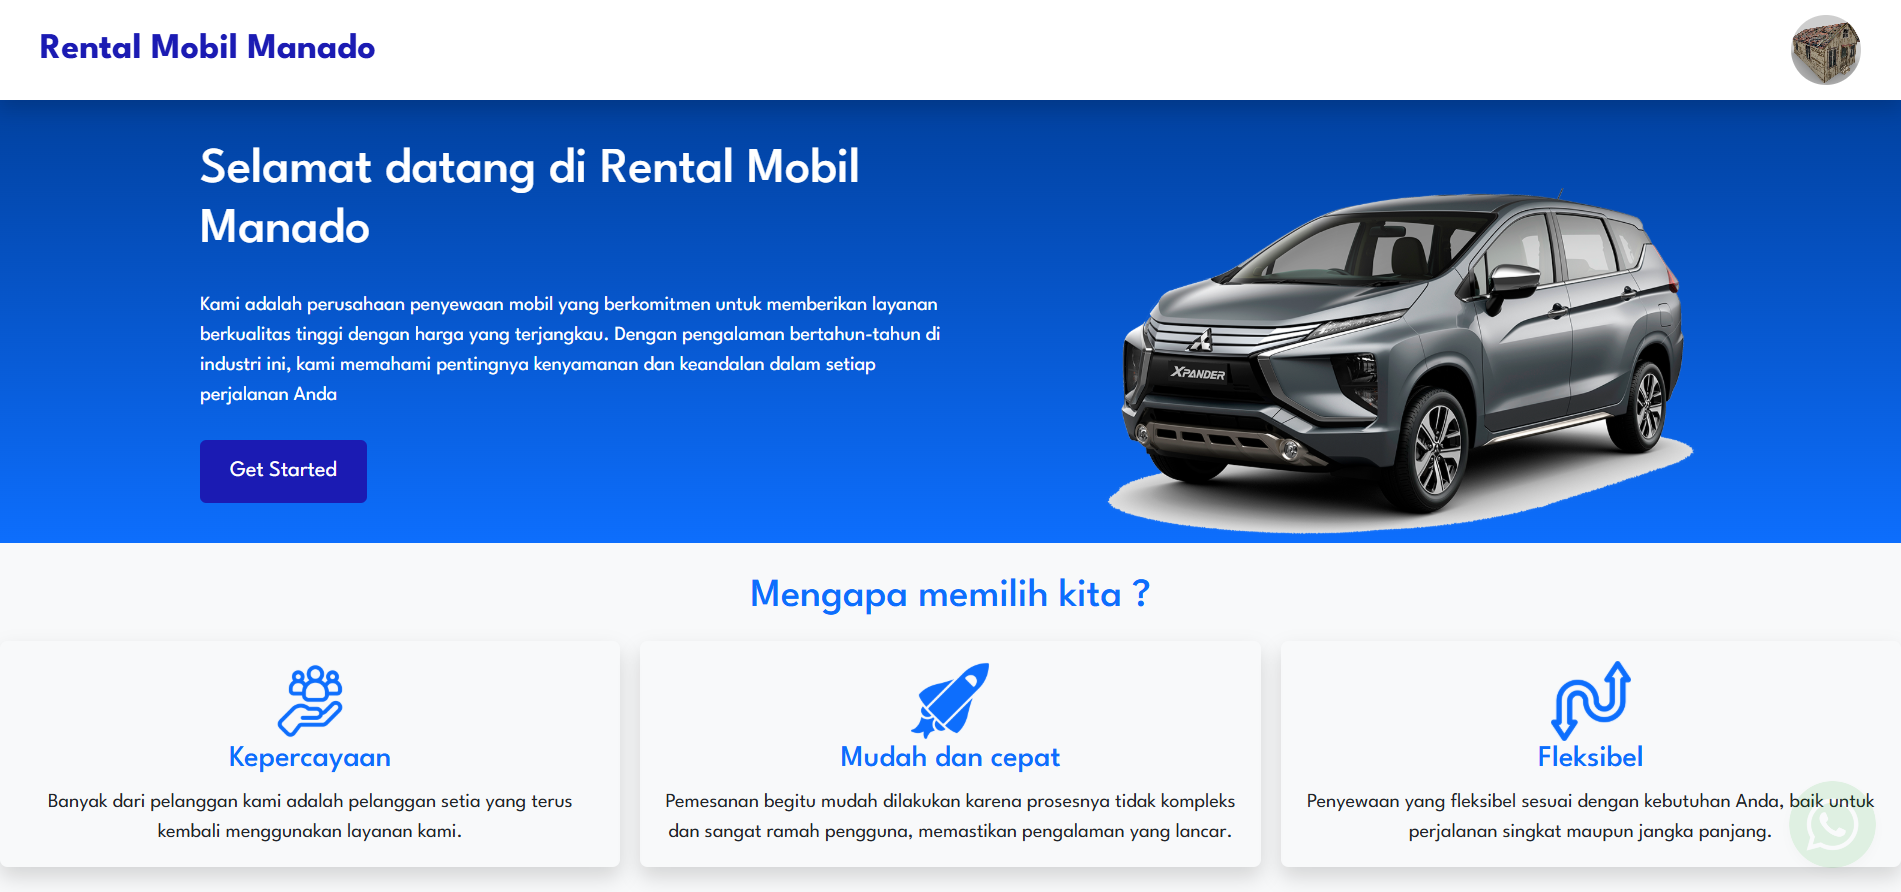 Rental Mobil Manado
Selamat datang di Rental Mobil
Manado
Kami adalah perusahaan penyewaan mobil yang berkomitmen untuk memberikan layanan
berkualitas tinggi dengan harga yang terjangkau. Dengan pengalaman bertahun-tahun di
industri ini, kami memahami pentingnya kenyamanan dan keandalan dalam setiap
perjalanan Anda
Get Started
XPANDER
Mengapa memilih kita ?
Kepercayaan
Banyak dari pelanggan kami adalah pelanggan setia yang terus
kembali menggunakan layanan kami.
Mudah dan cepat
Pemesanan begitu mudah dilakukan karena prosesnya tidak kompleks
dan sangat ramah pengguna, memastikan pengalaman yang lancar.
Fleksibel
Penyewaan yang fleksibel sesuai dengan kebutuhan Anda, baik untuk
perjalanan singkat maupun jangka panjang.